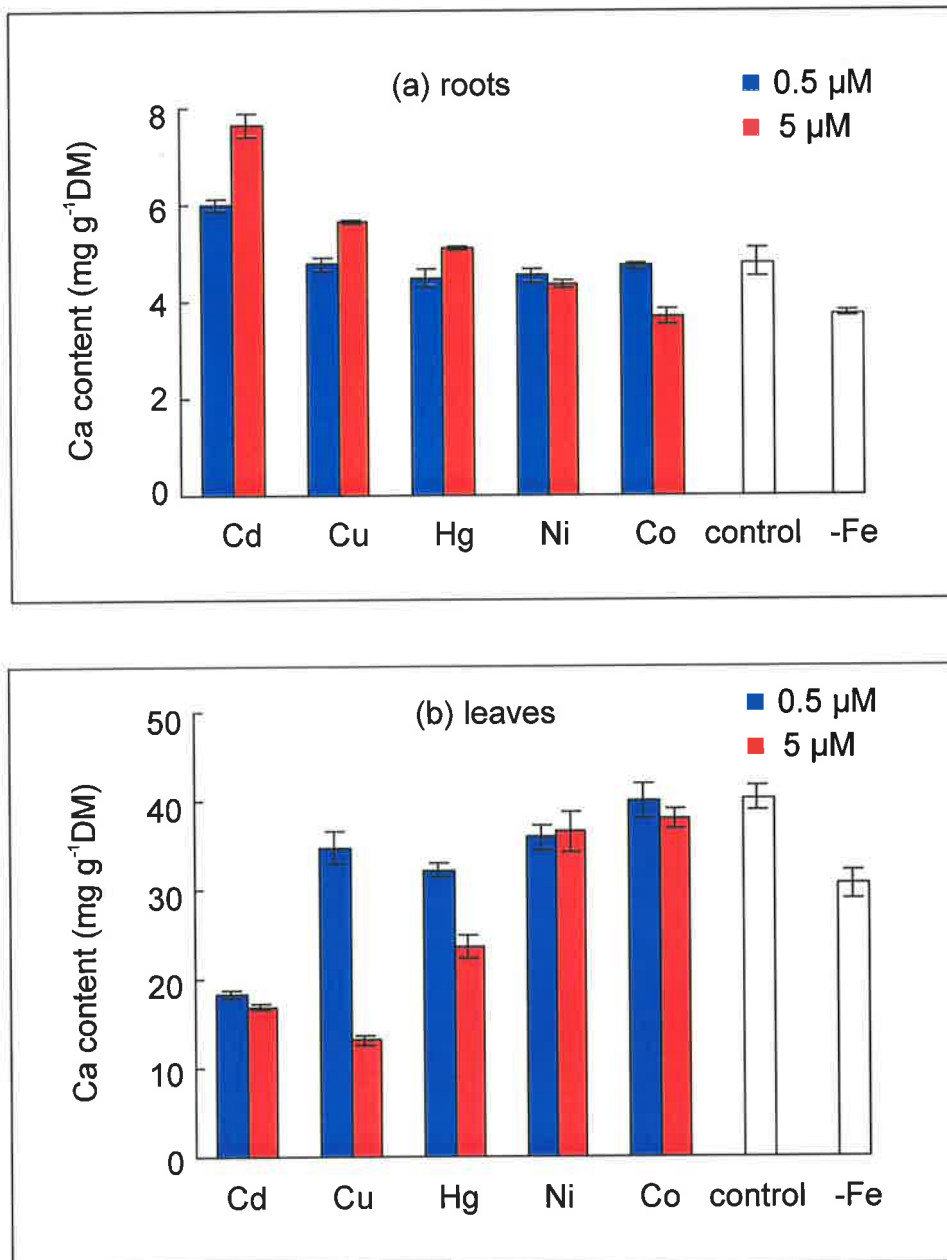 (a) roots
0.5 µM
5 µM
Ca content (mg g⁻¹DM)
8
6
4
2
0
Cd Cu Hg Ni Co control -Fe
(b) leaves
0.5 µM
5 µM
Ca content (mg g⁻¹DM)
50
40
30
20
10
0
Cd Cu Hg Ni Co control -Fe